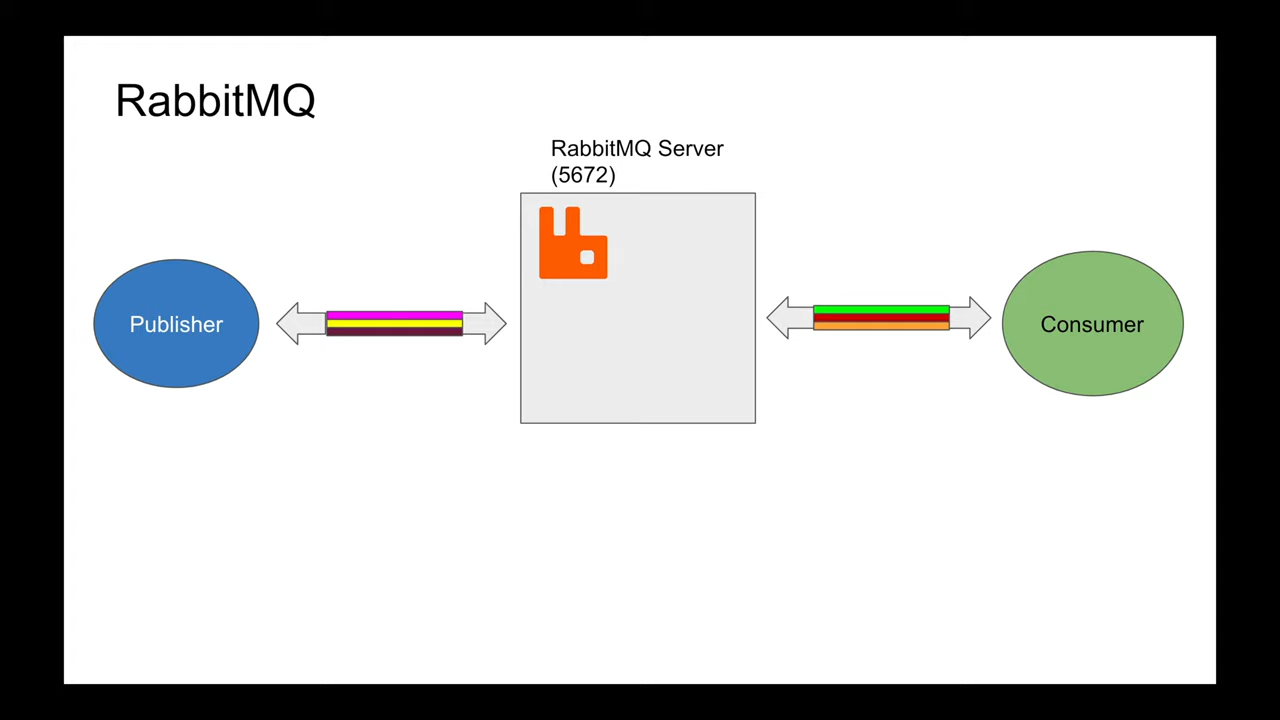 RabbitMQ
RabbitMQ Server
(5672)
Publisher
Consumer